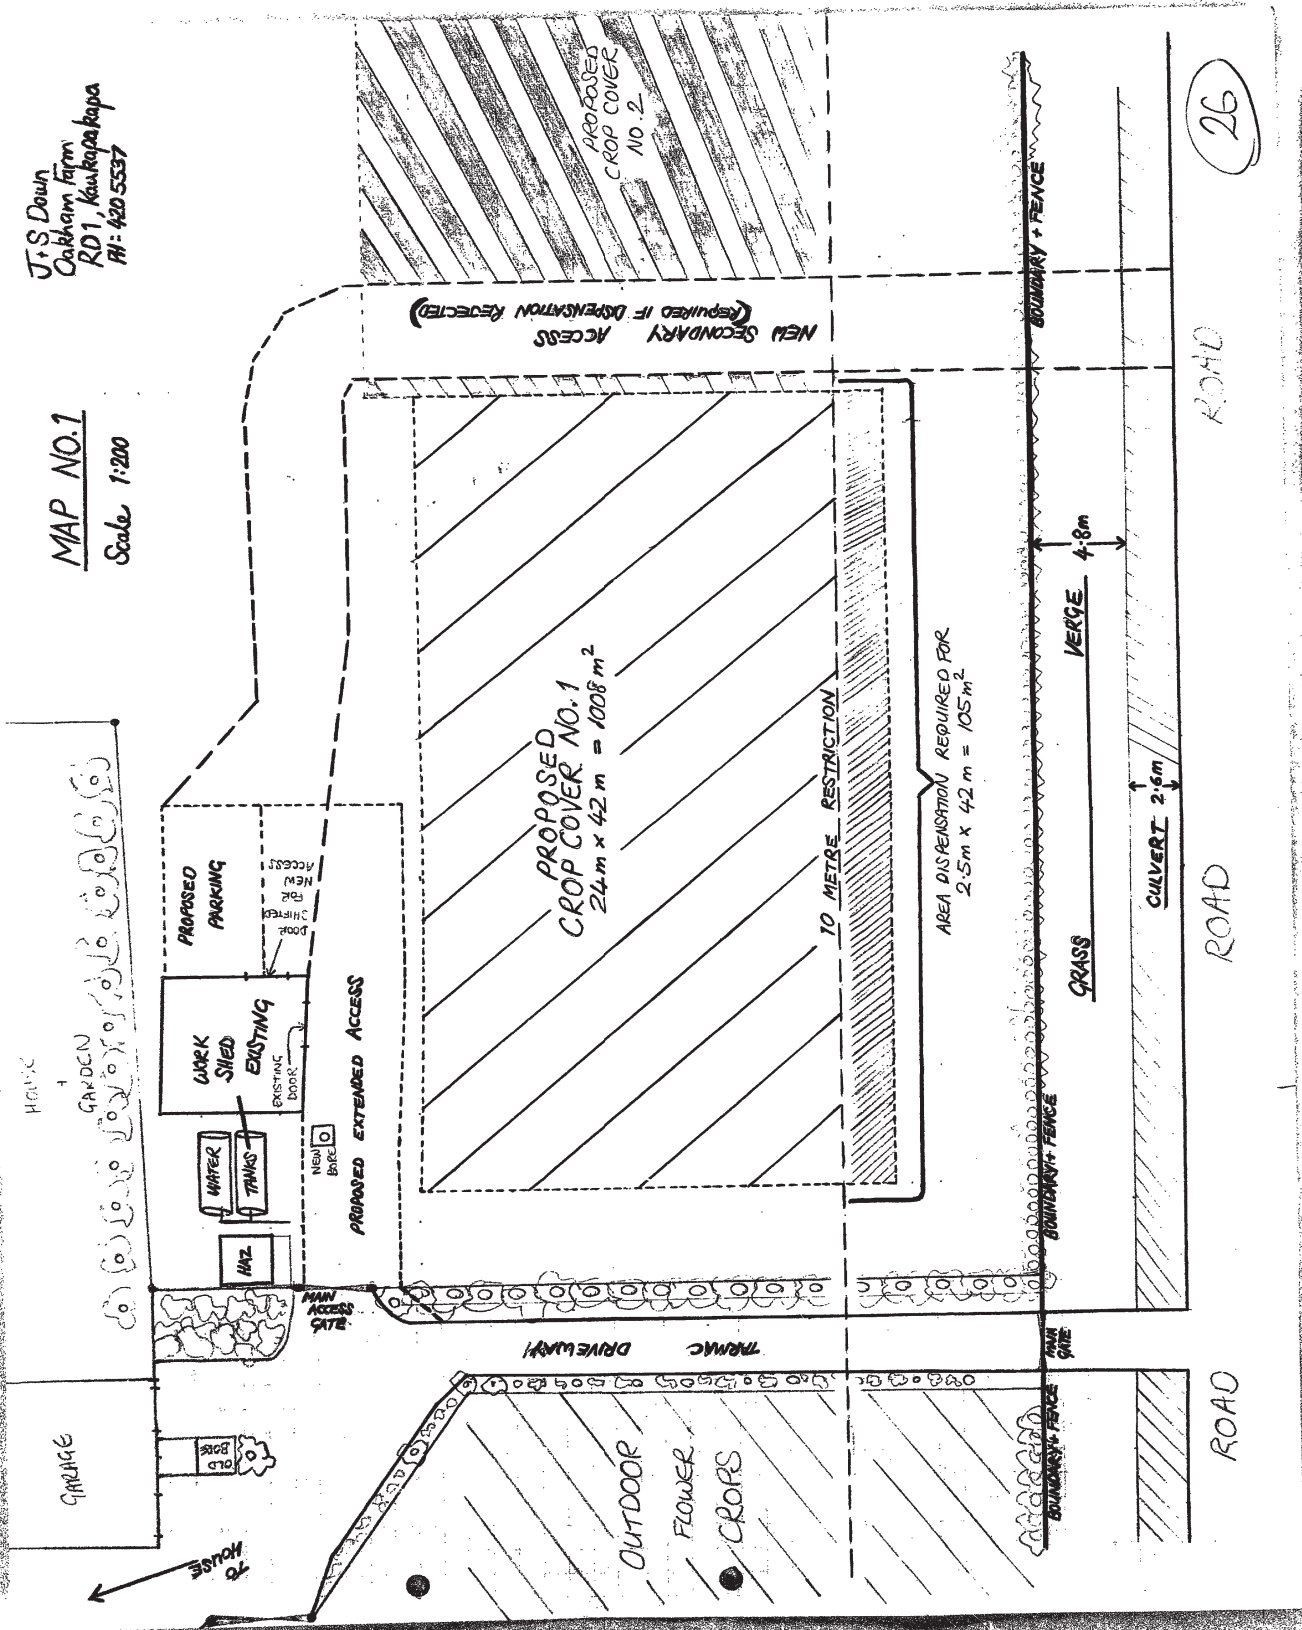 J+S Down
Oakham Farm
RD1, Kaukapakapa
PH: 420 5537
MAP NO.1
Scale 1:200
26
PROPOSED
CROP COVER
NO. 2
NEW SECONDARY ACCESS
(REQUIRED IF DISPENSATION REJECTED)
BOUNDARY + FENCE
ROAD
PROPOSED
CROP COVER NO.1
24m x 42m = 1008 m²
10 METRE RESTRICTION
AREA DISPENSATION REQUIRED FOR
2.5m x 42m = 105m²
GRASS VERGE
4.8m
CULVERT 2.6m
ROAD
HOUSE
+
GARDEN
PROPOSED
PARKING
DOOR
SHIFTED
FOR
NEW
ACCESS
WORK
SHED
EXISTING
EXISTING
DOOR
WATER
TANKS
NEW
BORE
PROPOSED EXTENDED ACCESS
HAZ
MAIN
ACCESS
GATE
BOUNDARY + FENCE
TARMAC DRIVEWAY
MAIN
GATE
GARAGE
OLD
BORE
TO
HOUSE
OUTDOOR
FLOWER
CROPS
BOUNDARY + FENCE
ROAD